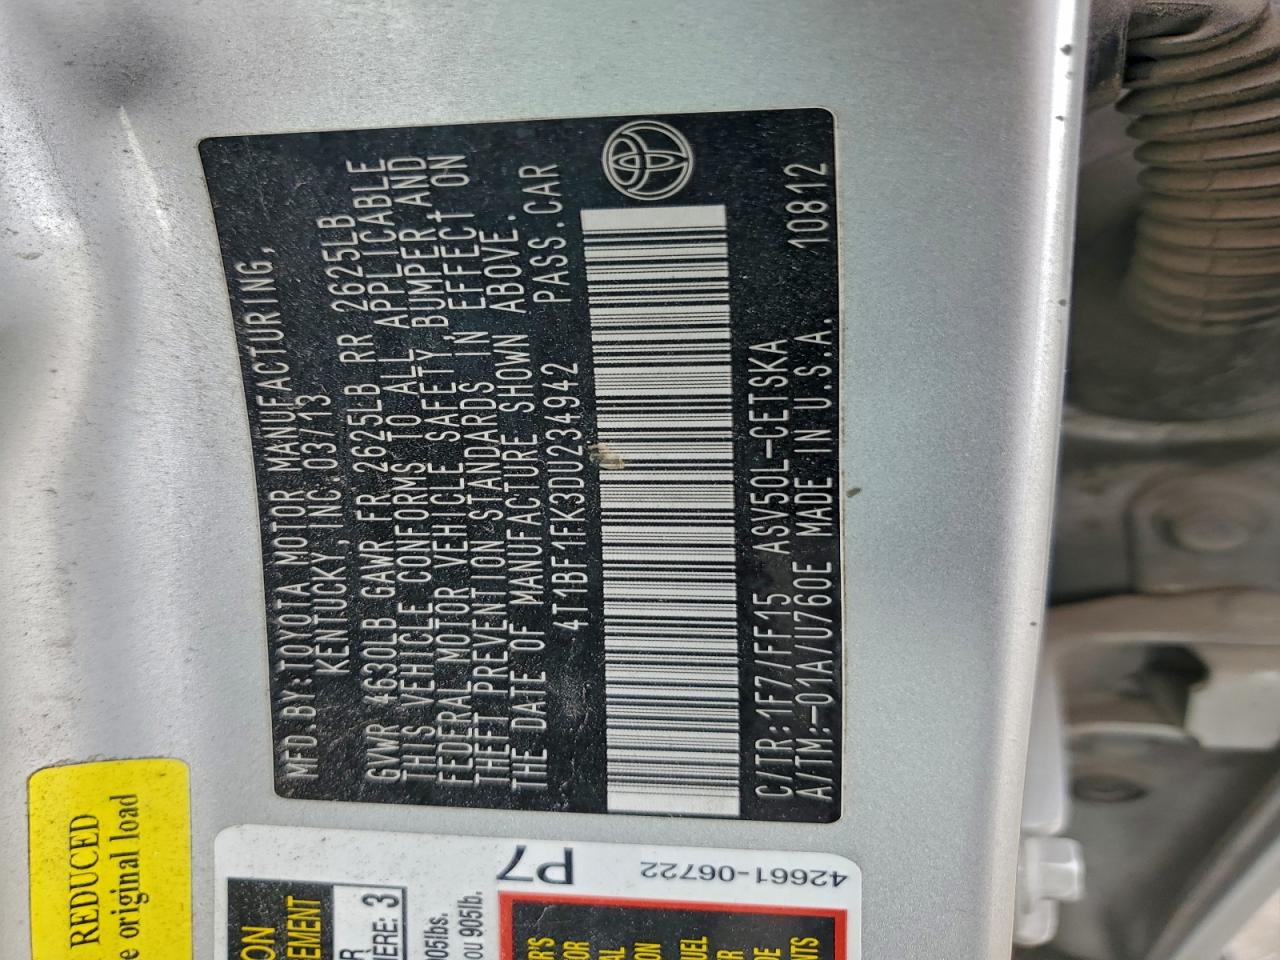 MFD.BY:TOYOTA MOTOR MANUFACTURING,
KENTUCKY,INC.03/13
GVWR 4630LB GAWR FR 2625LB RR 2625LB
THIS VEHICLE CONFORMS TO ALL APPLICABLE
FEDERAL MOTOR VEHICLE SAFETY,BUMPER,AND
THEFT PREVENTION STANDARDS IN EFFECT ON
THE DATE OF MANUFACTURE SHOWN ABOVE.
4T1BF1FK3DU234942 PASS.CAR
C/TR:1F7/FF15 ASV50L-CETSKA
A/TM:-01A/U760E MADE IN U.S.A. 10812
REDUCED
original load
P7
42661-06722
3
ou 905lb.